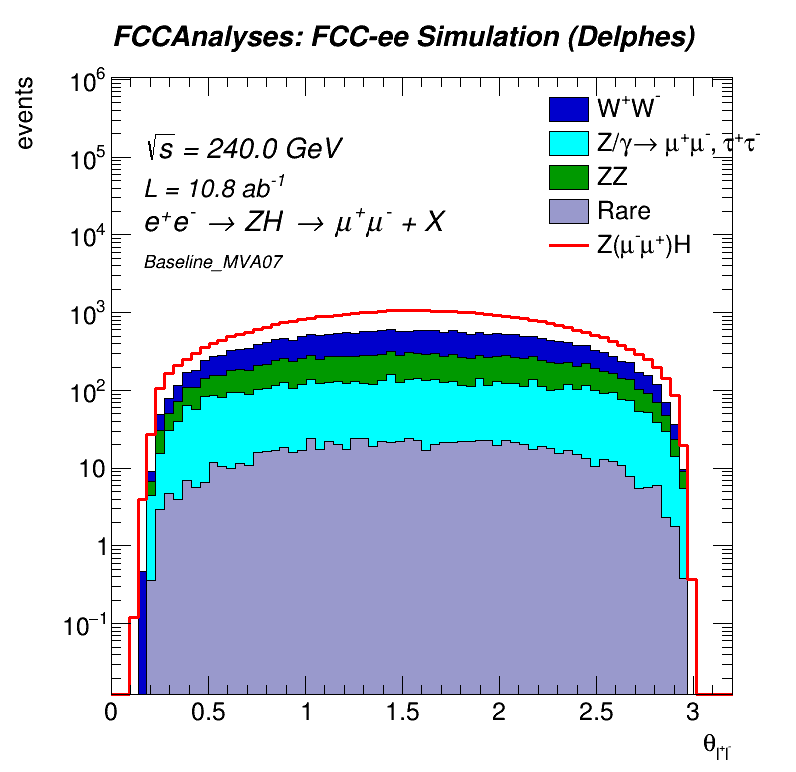 FCCAnalyses: FCC-ee Simulation (Delphes)
events
10⁶
10⁵
10⁴
10³
10²
10
1
10⁻¹
√s = 240.0 GeV
L = 10.8 ab⁻¹
e⁺e⁻ → ZH → μ⁺μ⁻ + X
Baseline_MVA07
W⁺W⁻
Z/γ→ μ⁺μ⁻, τ⁺τ⁻
ZZ
Rare
Z(μ⁻μ⁺)H
0 0.5 1 1.5 2 2.5 3
θ_l⁺l⁻